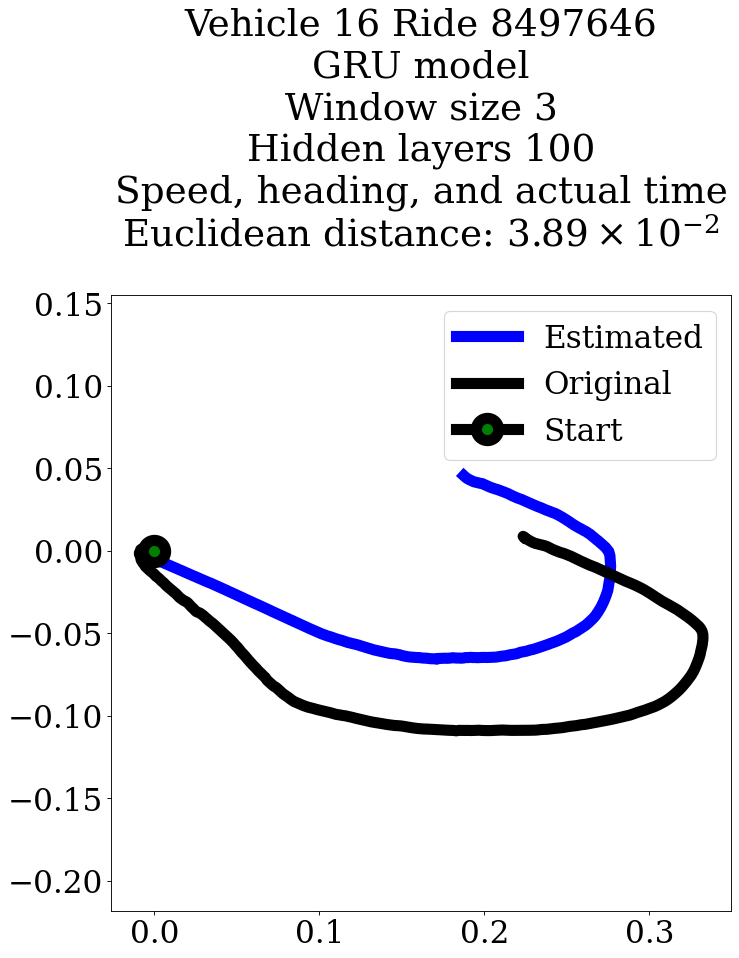 Vehicle 16 Ride 8497646
GRU model
Window size 3
Hidden layers 100
Speed, heading, and actual time
Euclidean distance: 3.89 × 10⁻²
Estimated
Original
Start
0.15
0.10
0.05
0.00
−0.05
−0.10
−0.15
−0.20
0.0 0.1 0.2 0.3